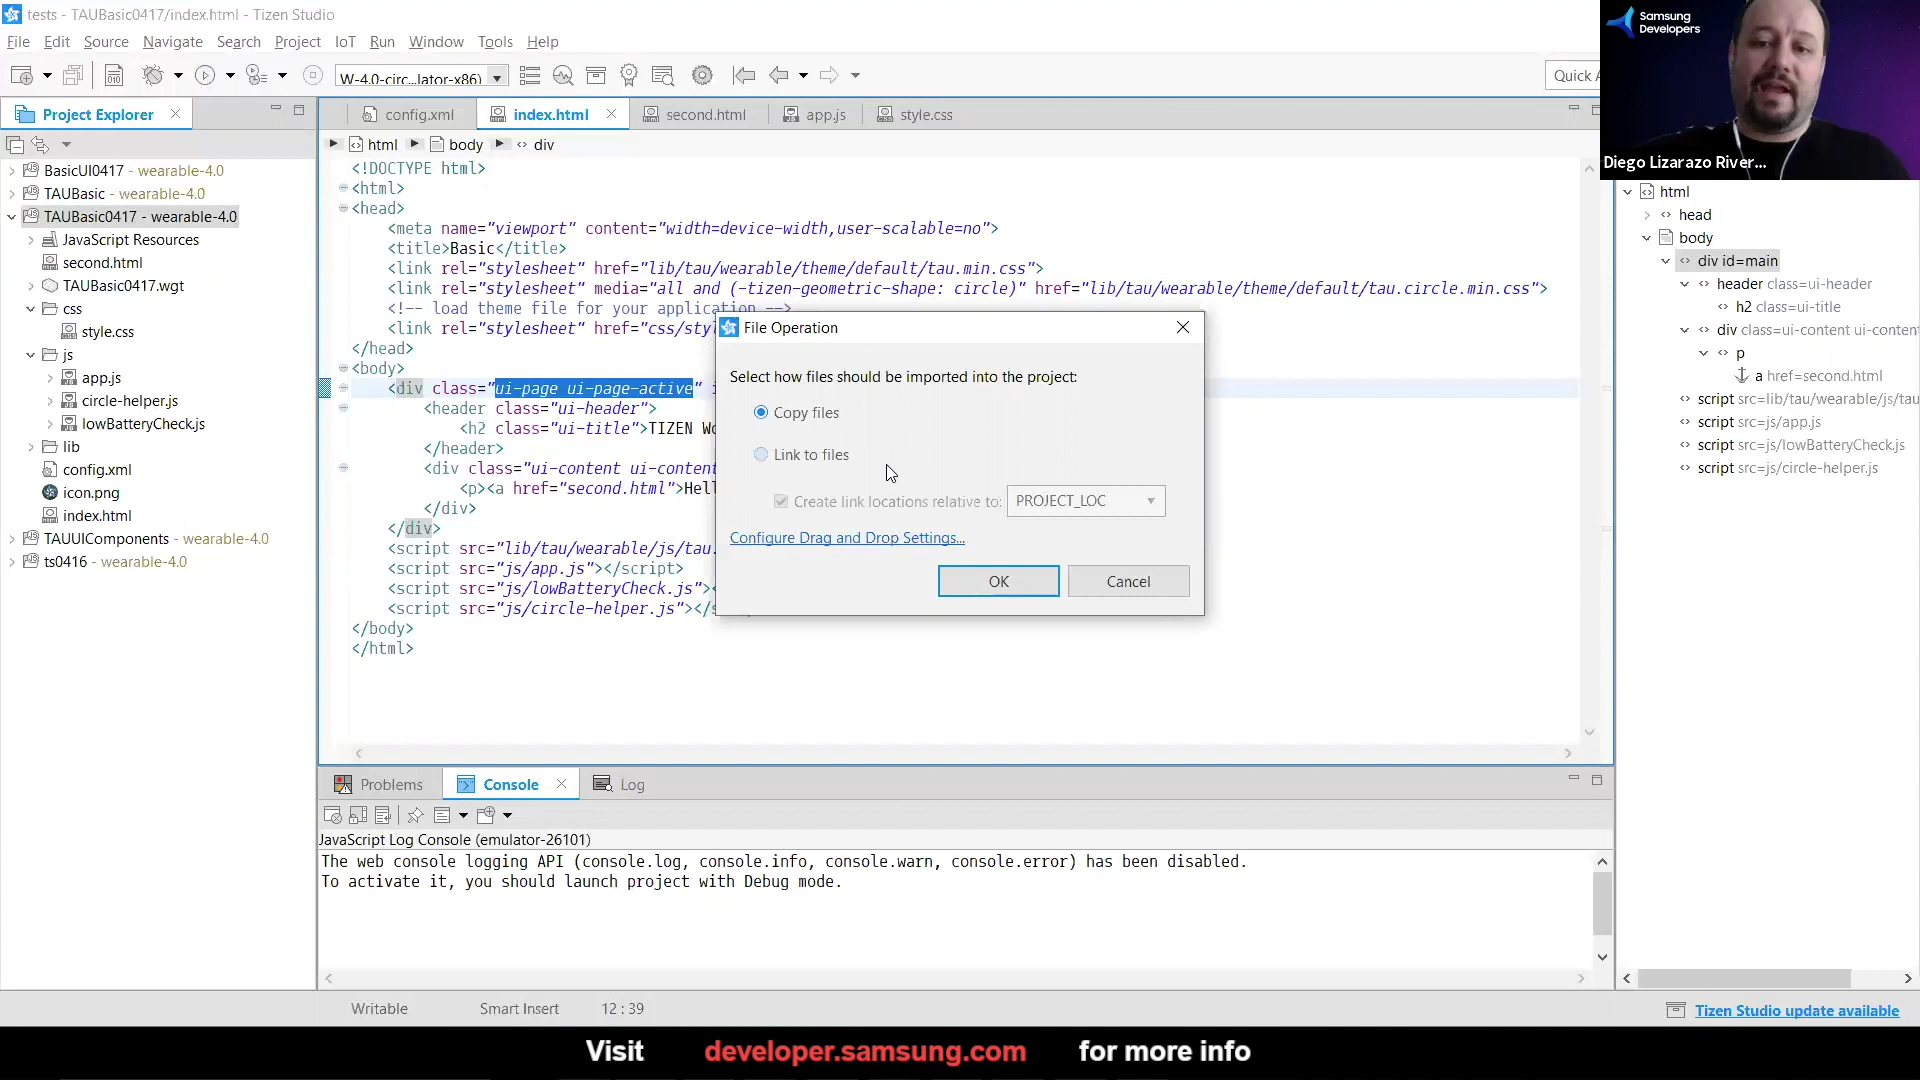 tests - TAUBasic0417/index.html - Tizen Studio
File Edit Source Navigate Search Project IoT Run Window Tools Help
W-4.0-circ...lator-x86)
Quick A
Samsung
Developers
Diego Lizarazo River...
Project Explorer
BasicUI0417 - wearable-4.0
TAUBasic - wearable-4.0
TAUBasic0417 - wearable-4.0
JavaScript Resources
second.html
TAUBasic0417.wgt
css
style.css
js
app.js
circle-helper.js
lowBatteryCheck.js
lib
config.xml
icon.png
index.html
TAUUIComponents - wearable-4.0
ts0416 - wearable-4.0
config.xml index.html second.html app.js style.css
html body div
<!DOCTYPE html>
<html>
<head>
<meta name="viewport" content="width=device-width,user-scalable=no">
<title>Basic</title>
<link rel="stylesheet" href="lib/tau/wearable/theme/default/tau.min.css">
<link rel="stylesheet" media="all and (-tizen-geometric-shape: circle)" href="lib/tau/wearable/theme/default/tau.circle.min.css">
<!-- load theme file for your application -->
<link rel="stylesheet" href="css/sty
</head>
<body>
<div class="ui-page ui-page-active" i
<header class="ui-header">
<h2 class="ui-title">TIZEN Wo
</header>
<div class="ui-content ui-conten
<p><a href="second.html">Hell
</div>
</div>
<script src="lib/tau/wearable/js/tau.
<script src="js/app.js"></script>
<script src="js/lowBatteryCheck.js"><
<script src="js/circle-helper.js"></s
</body>
</html>
File Operation
Select how files should be imported into the project:
Copy files
Link to files
Create link locations relative to: PROJECT_LOC
Configure Drag and Drop Settings...
OK Cancel
html
head
body
div id=main
header class=ui-header
h2 class=ui-title
div class=ui-content ui-content
p
a href=second.html
script src=lib/tau/wearable/js/tau
script src=js/app.js
script src=js/lowBatteryCheck.js
script src=js/circle-helper.js
Problems Console Log
JavaScript Log Console (emulator-26101)
The web console logging API (console.log, console.info, console.warn, console.error) has been disabled.
To activate it, you should launch project with Debug mode.
Writable Smart Insert 12 : 39
Tizen Studio update available
Visit developer.samsung.com for more info